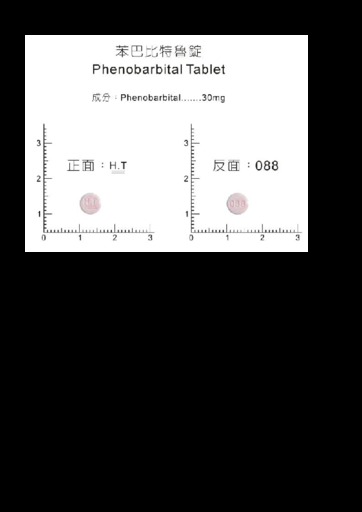 苯巴比特魯錠
Phenobarbital Tablet
成分：Phenobarbital.......30mg
正面：H.T
反面：088
3
2
1
0 1 2 3
3
2
1
0 1 2 3
H.T
088